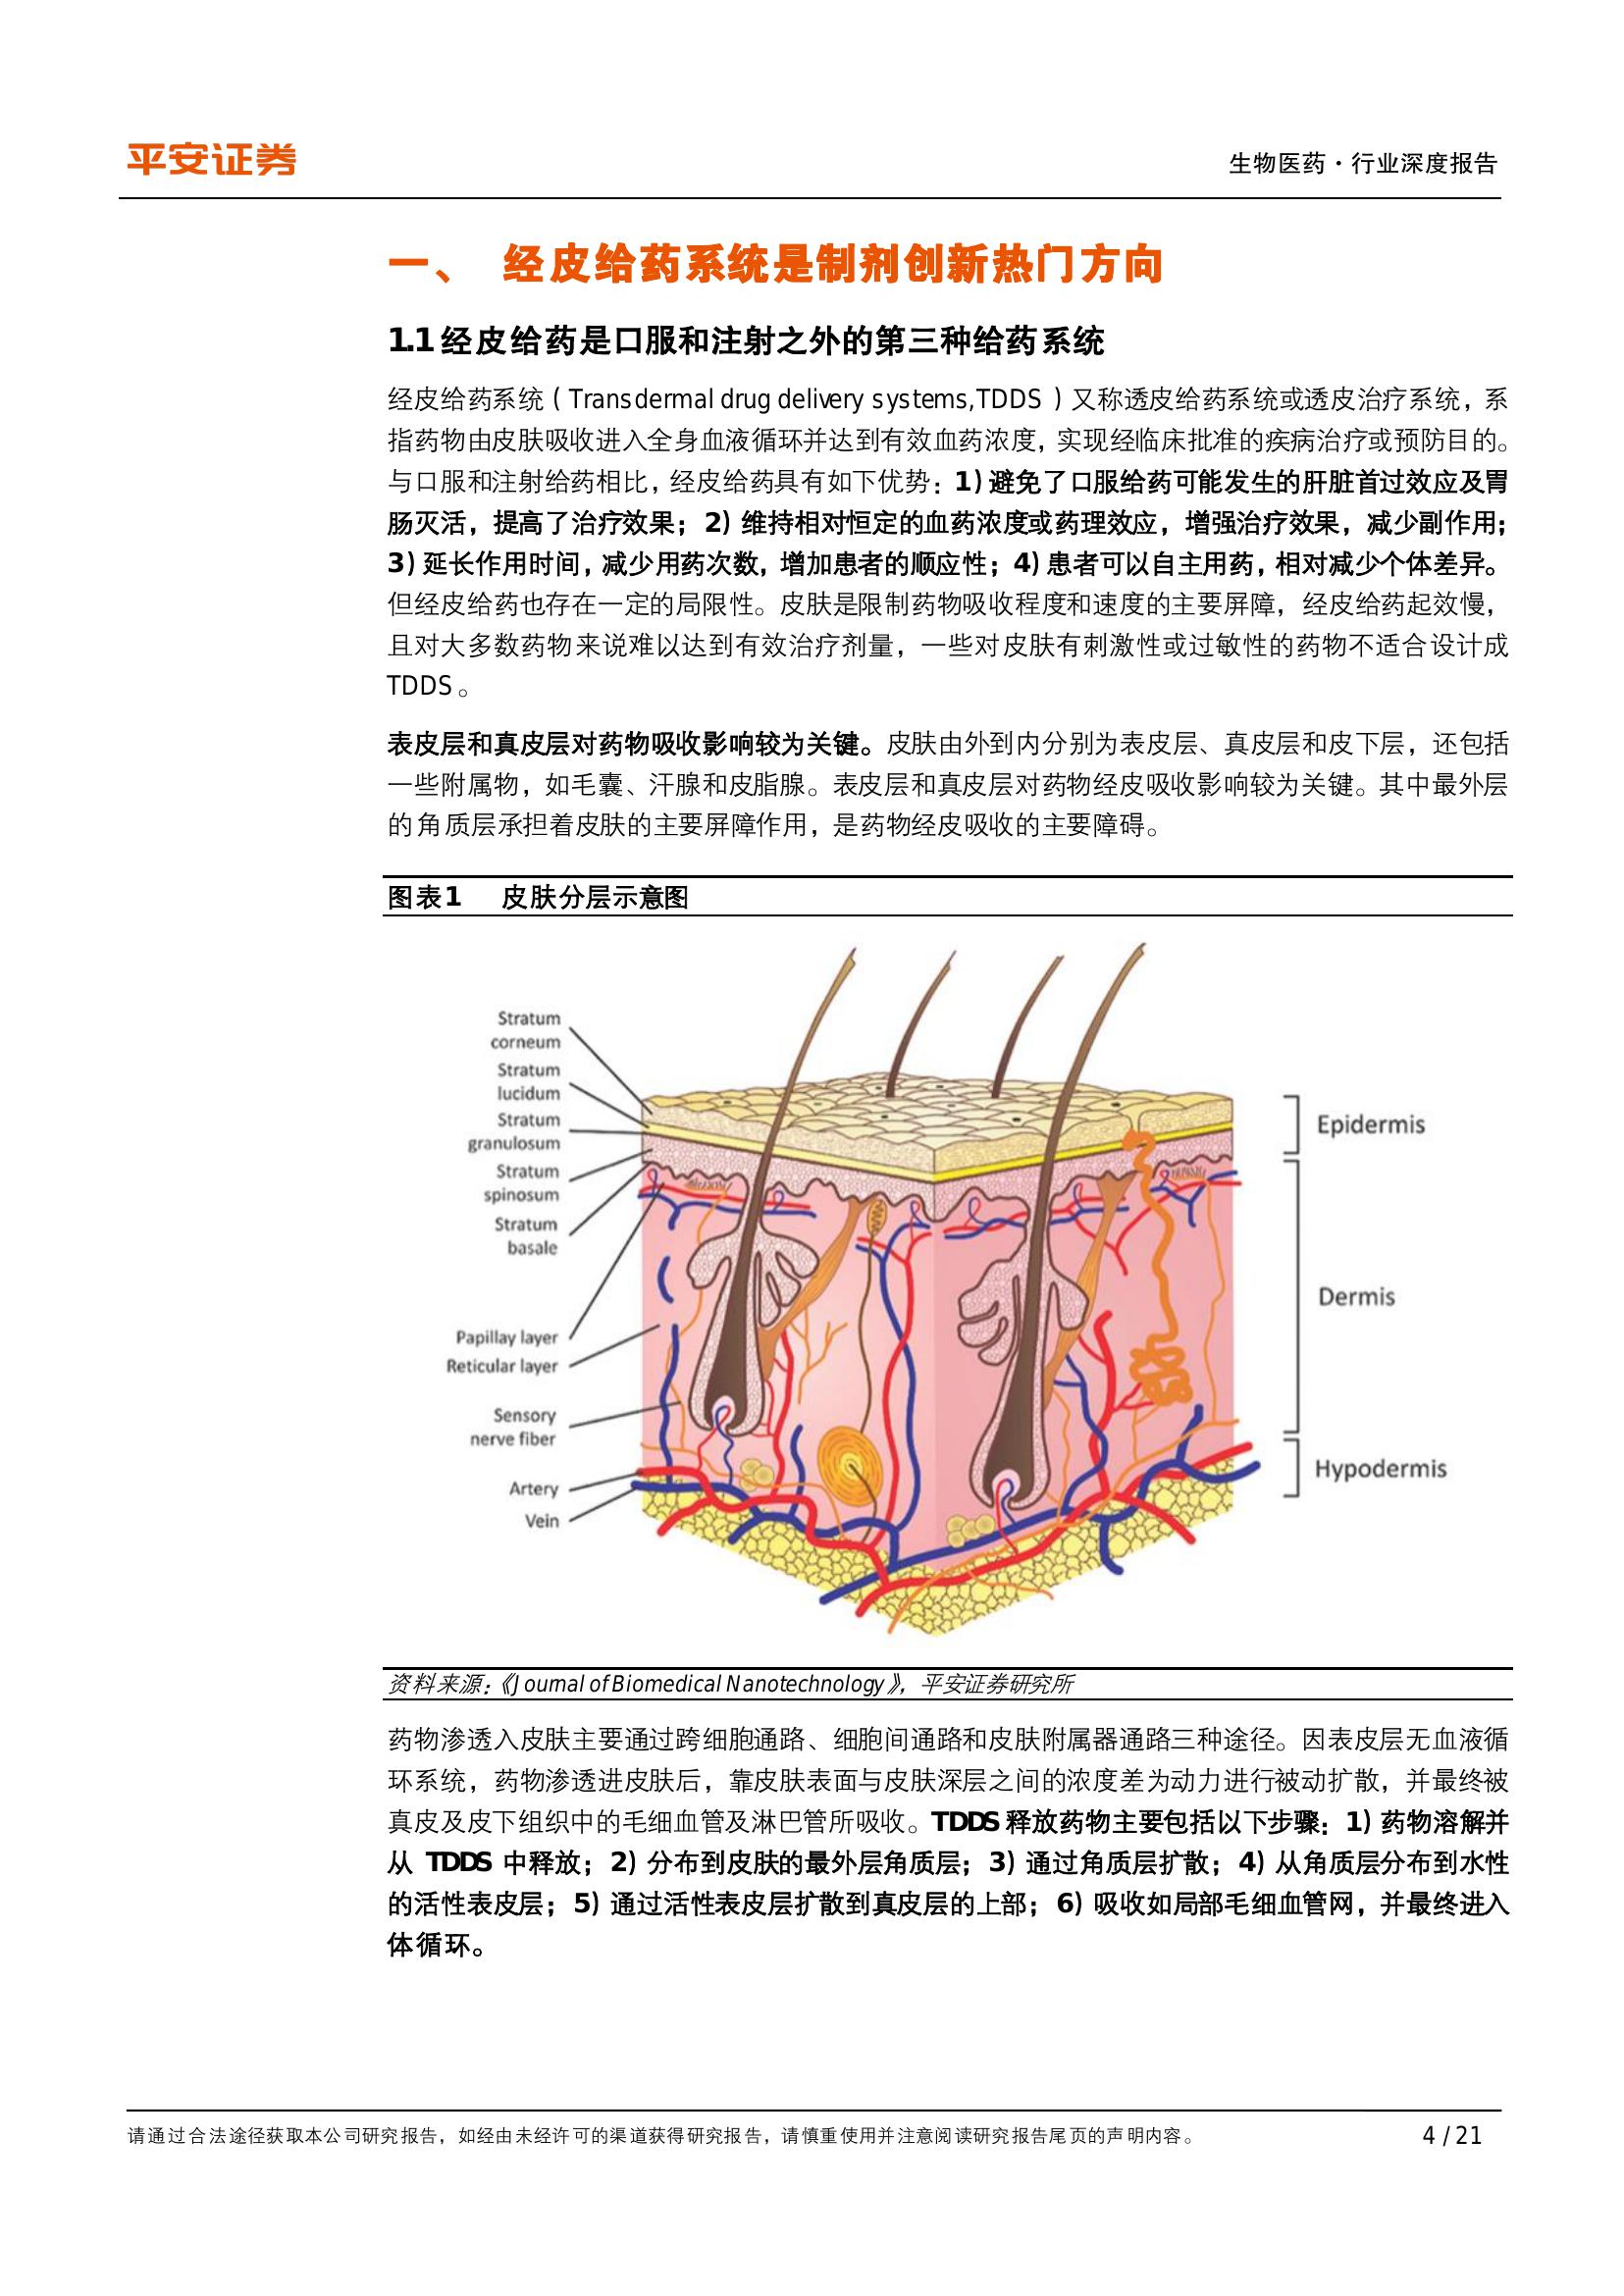 平安证券
生物医药·行业深度报告
一、 经皮给药系统是制剂创新热门方向
1.1 经皮给药是口服和注射之外的第三种给药系统
经皮给药系统（Transdermal drug delivery systems,TDDS ）又称透皮给药系统或透皮治疗系统，系
指药物由皮肤吸收进入全身血液循环并达到有效血药浓度，实现经临床批准的疾病治疗或预防目的。
与口服和注射给药相比，经皮给药具有如下优势：1）避免了口服给药可能发生的肝脏首过效应及胃
肠灭活，提高了治疗效果；2）维持相对恒定的血药浓度或药理效应，增强治疗效果，减少副作用；
3）延长作用时间，减少用药次数，增加患者的顺应性；4）患者可以自主用药，相对减少个体差异。
但经皮给药也存在一定的局限性。皮肤是限制药物吸收程度和速度的主要屏障，经皮给药起效慢，
且对大多数药物来说难以达到有效治疗剂量，一些对皮肤有刺激性或过敏性的药物不适合设计成
TDDS。
表皮层和真皮层对药物吸收影响较为关键。皮肤由外到内分别为表皮层、真皮层和皮下层，还包括
一些附属物，如毛囊、汗腺和皮脂腺。表皮层和真皮层对药物经皮吸收影响较为关键。其中最外层
的角质层承担着皮肤的主要屏障作用，是药物经皮吸收的主要障碍。
图表1 皮肤分层示意图
Stratum
corneum
Stratum
lucidum
Stratum
granulosum
Stratum
spinosum
Stratum
basale
Papillay layer
Reticular layer
Sensory
nerve fiber
Artery
Vein
Epidermis
Dermis
Hypodermis
资料来源：《Journal of Biomedical Nanotechnology》，平安证券研究所
药物渗透入皮肤主要通过跨细胞通路、细胞间通路和皮肤附属器通路三种途径。因表皮层无血液循
环系统，药物渗透进皮肤后，靠皮肤表面与皮肤深层之间的浓度差为动力进行被动扩散，并最终被
真皮及皮下组织中的毛细血管及淋巴管所吸收。TDDS 释放药物主要包括以下步骤：1）药物溶解并
从 TDDS 中释放；2）分布到皮肤的最外层角质层；3）通过角质层扩散；4）从角质层分布到水性
的活性表皮层；5）通过活性表皮层扩散到真皮层的上部；6）吸收如局部毛细血管网，并最终进入
体循环。
请通过合法途径获取本公司研究报告，如经由未经许可的渠道获得研究报告，请慎重使用并注意阅读研究报告尾页的声明内容。
4 / 21